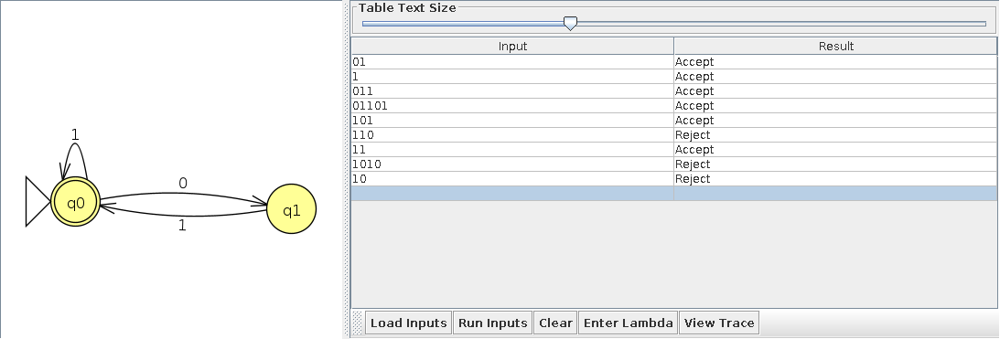 Table Text Size
Input Result
01 Accept
1 Accept
011 Accept
01101 Accept
101 Accept
110 Reject
11 Accept
1010 Reject
10 Reject
1
0
q0
q1
1
Load Inputs Run Inputs Clear Enter Lambda View Trace